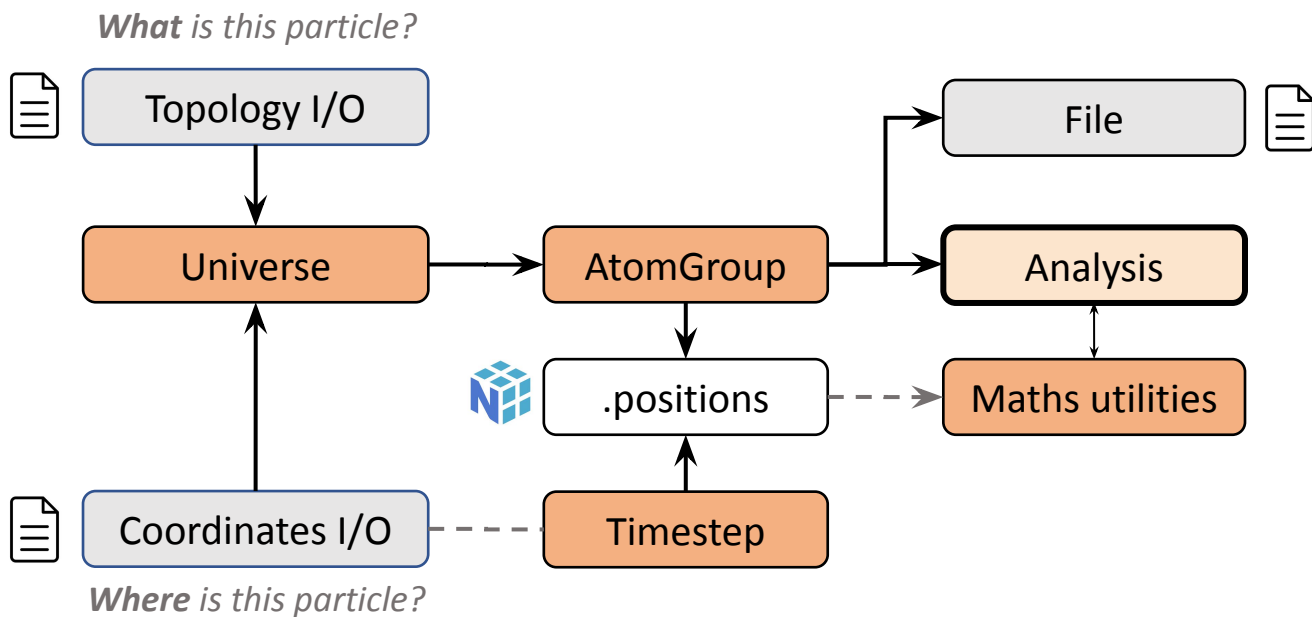 What is this particle?
Topology I/O
File
Universe
AtomGroup
Analysis
.positions
Maths utilities
Coordinates I/O
Timestep
Where is this particle?